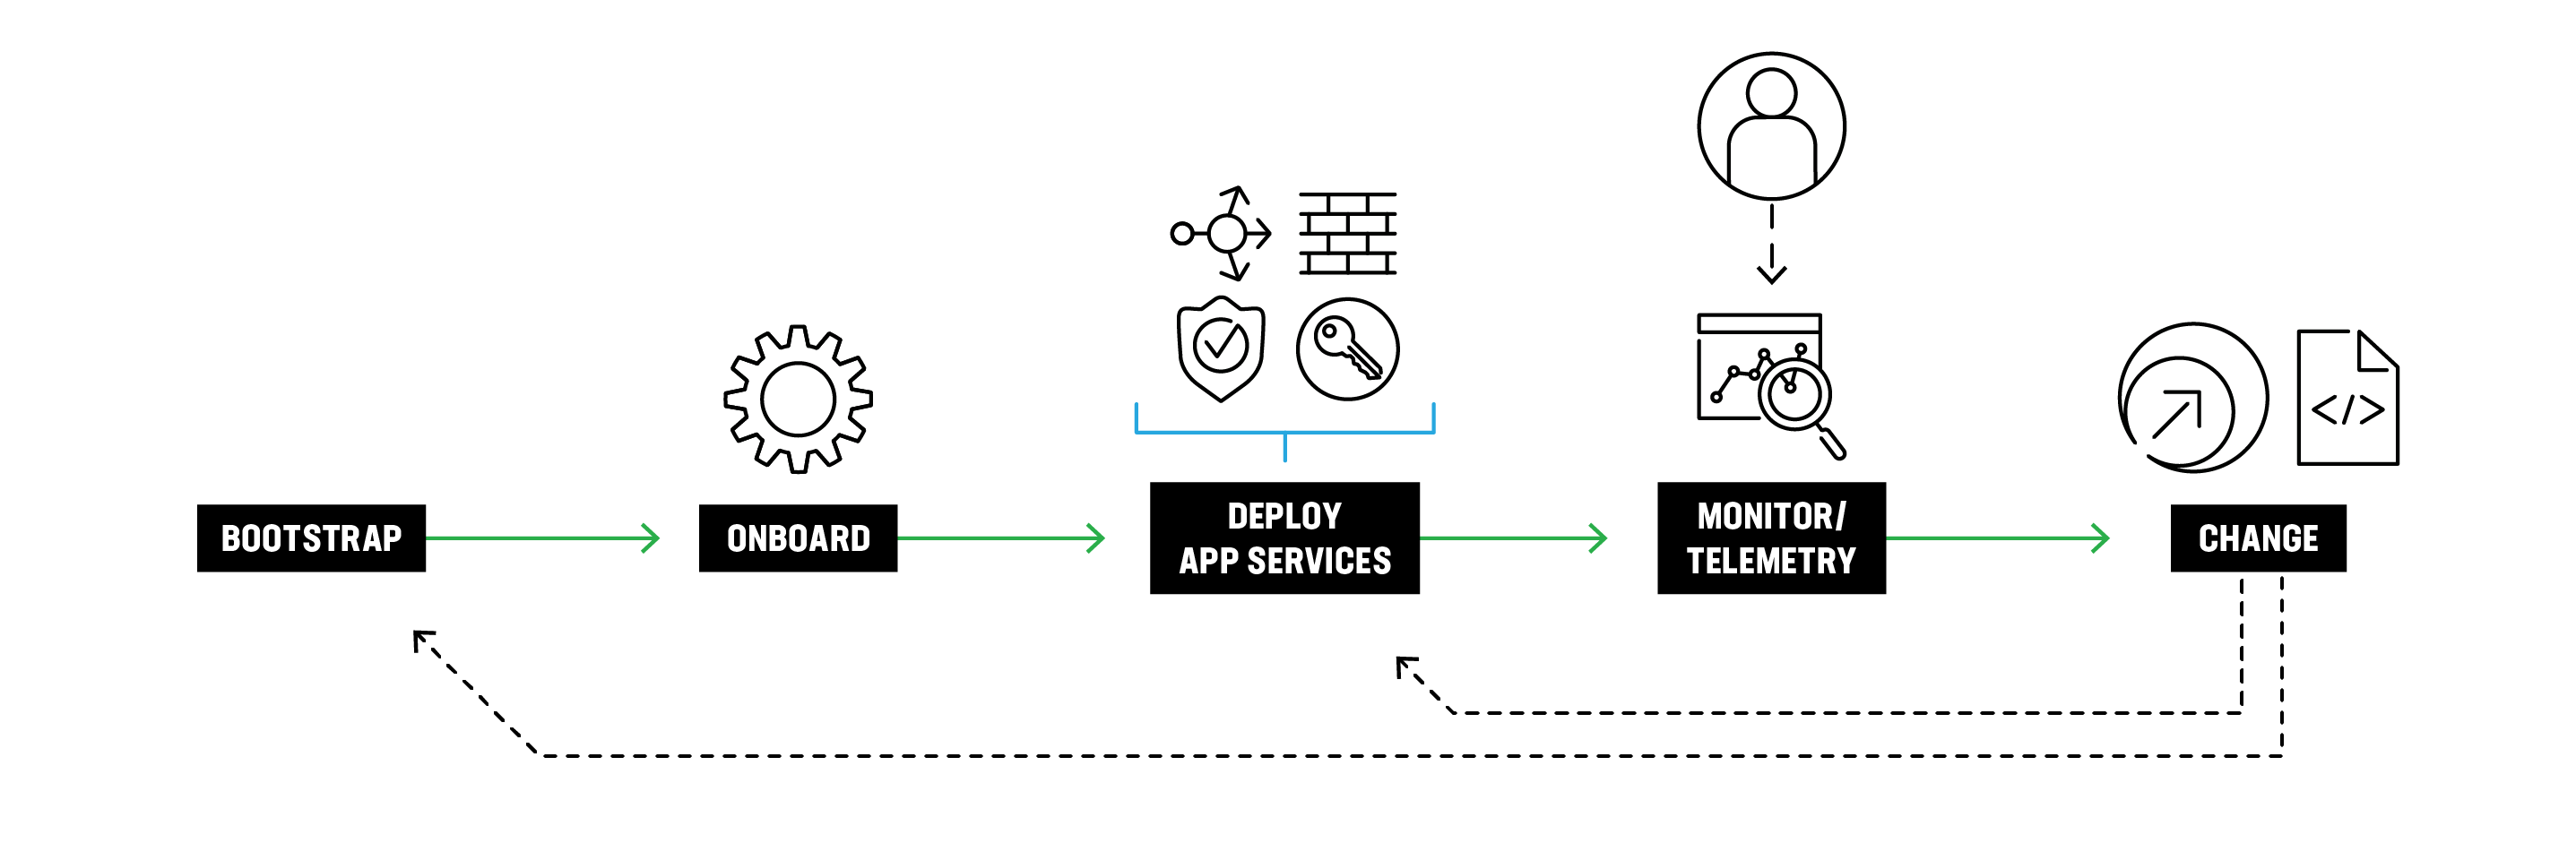 BOOTSTRAP
ONBOARD
DEPLOY
APP SERVICES
MONITOR/
TELEMETRY
CHANGE
</>